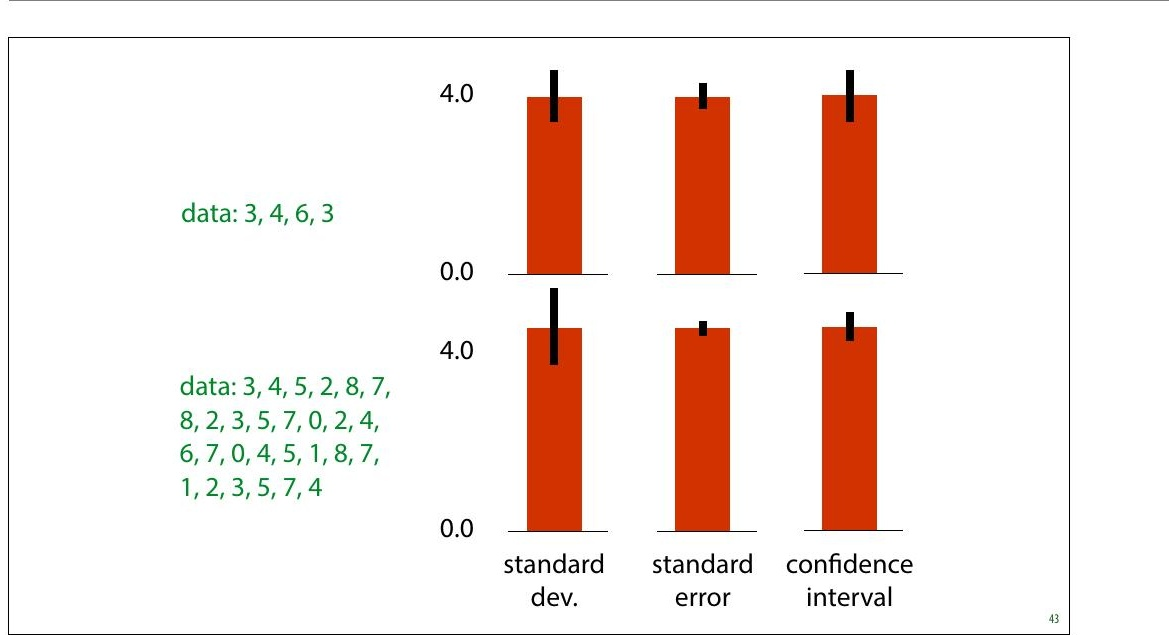 4.0
data: 3, 4, 6, 3
0.0
4.0
data: 3, 4, 5, 2, 8, 7,
8, 2, 3, 5, 7, 0, 2, 4,
6, 7, 0, 4, 5, 1, 8, 7,
1, 2, 3, 5, 7, 4
0.0
standard dev.
standard error
confidence interval
43